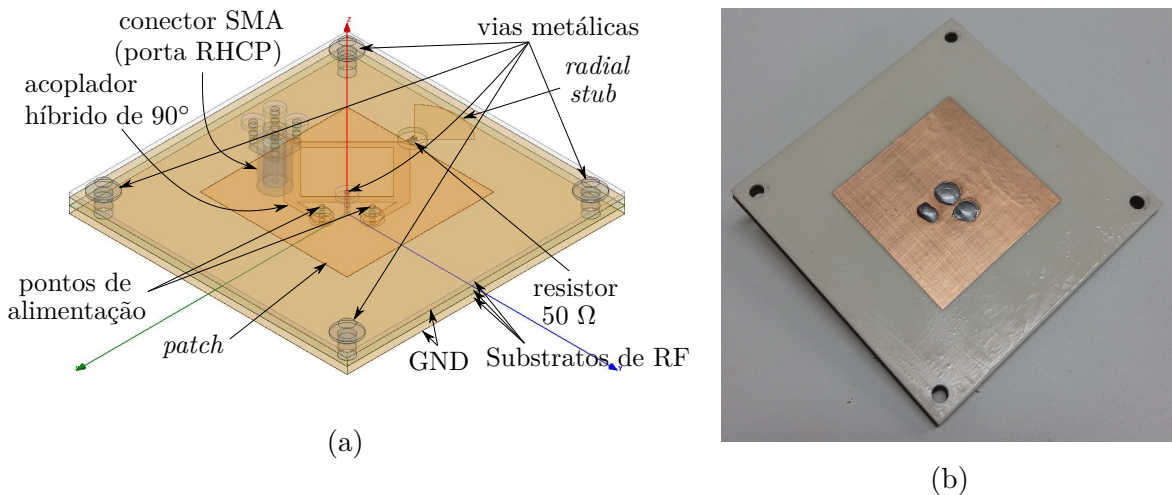 conector SMA
(porta RHCP)
vias metálicas
acoplador
híbrido de 90°
radial
stub
pontos de
alimentação
patch
resistor
50 Ω
GND
Substratos de RF
(a)
(b)